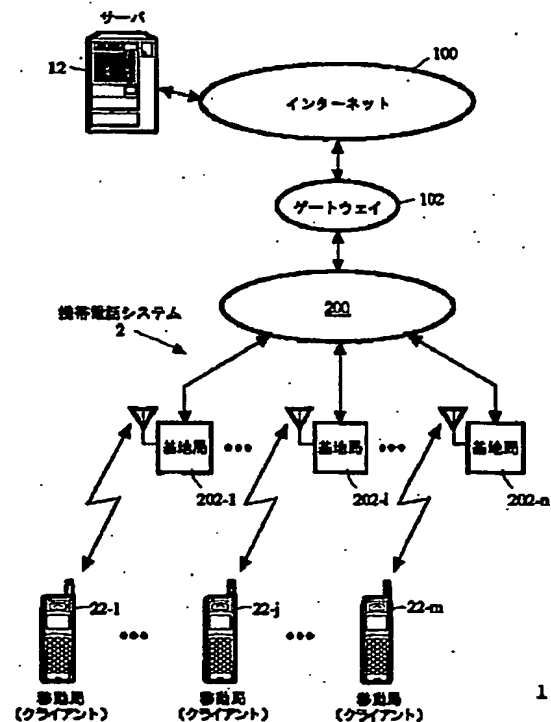 サーバ
12
100
インターネット
ゲートウェイ
102
200
携帯電話システム
2
基地局
•••
基地局
•••
基地局
202-1
202-i
202-n
22-1
•••
22-j
•••
22-m
移動局
(クライアント)
移動局
(クライアント)
移動局
(クライアント)
1